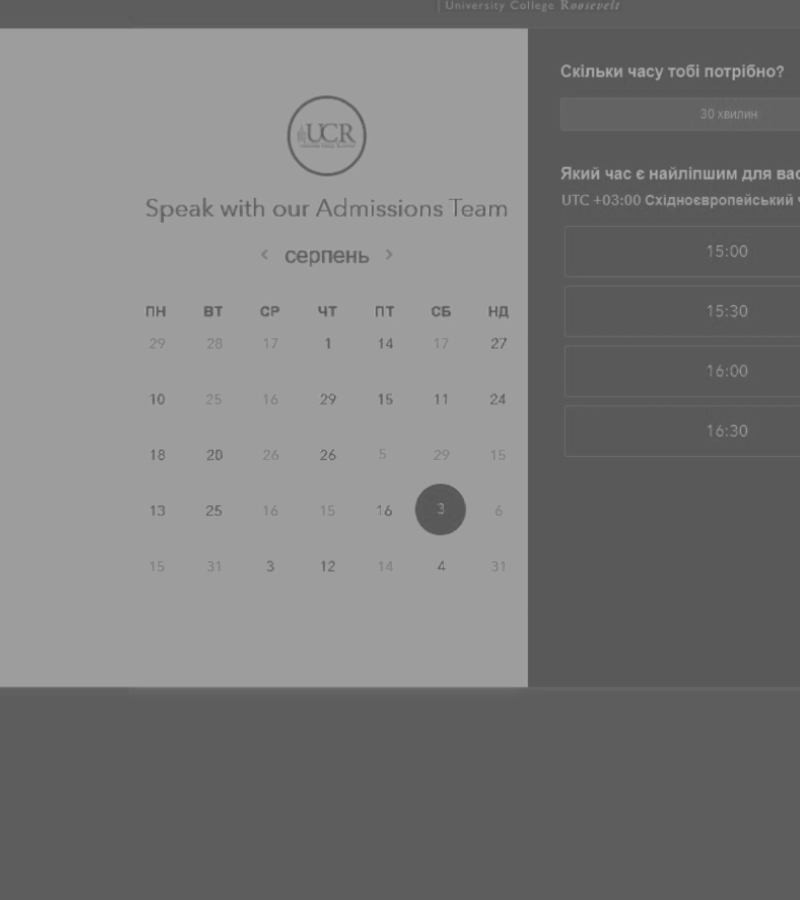 | University College Roosevelt
UCR
Speak with our Admissions Team
< серпень >
ПН ВТ СР ЧТ ПТ СБ НД
29 28 17 1 14 17 27
10 25 16 29 15 11 24
18 20 26 26 5 29 15
13 25 16 15 16 3 6
15 31 3 12 14 4 31
Скільки часу тобі потрібно?
30 хвилин
Який час є найліпшим для вас
UTC +03:00 Східноєвропейський ч
15:00
15:30
16:00
16:30